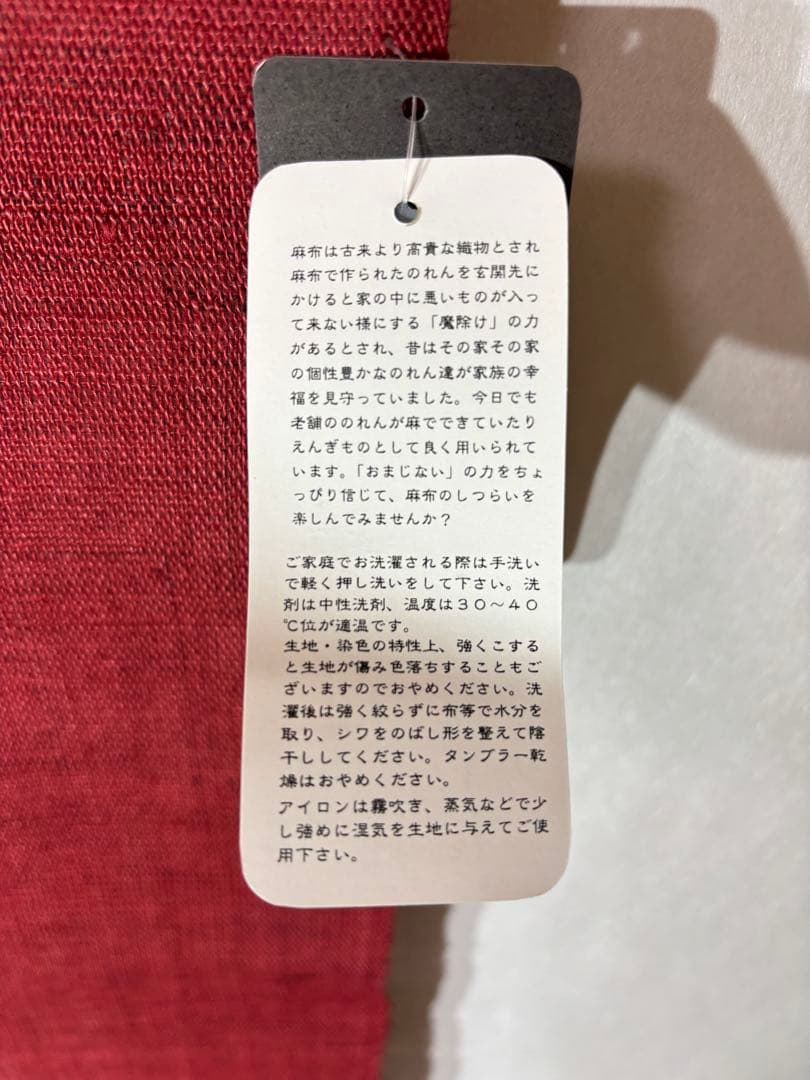 麻布は古来より高貴な織物とされ
麻布で作られたのれんを玄関先に
かけると家の中に悪いものが入っ
て来ない様にする「魔除け」の力
があるとされ、昔はその家その家
の個性豊かなのれん達が家族の幸
福を見守っていました。今日でも
老舗ののれんが麻でできていたり
えんぎものとして良く用いられて
います。「おまじない」の力をちょ
っぴり信じて、麻布のしつらいを
楽しんでみませんか？
ご家庭でお洗濯される際は手洗い
で軽く押し洗いをして下さい。洗
剤は中性洗剤、温度は３０～４０
℃位が適温です。
生地・染色の特性上、強くこする
と生地が傷み色落ちすることもご
ざいますのでおやめください。洗
濯後は強く絞らずに布等で水分を
取り、シワをのばし形を整えて陰
干ししてください。タンブラー乾
燥はおやめください。
アイロンは霧吹き、蒸気などで少
し強めに湿気を生地に与えてご使
用下さい。